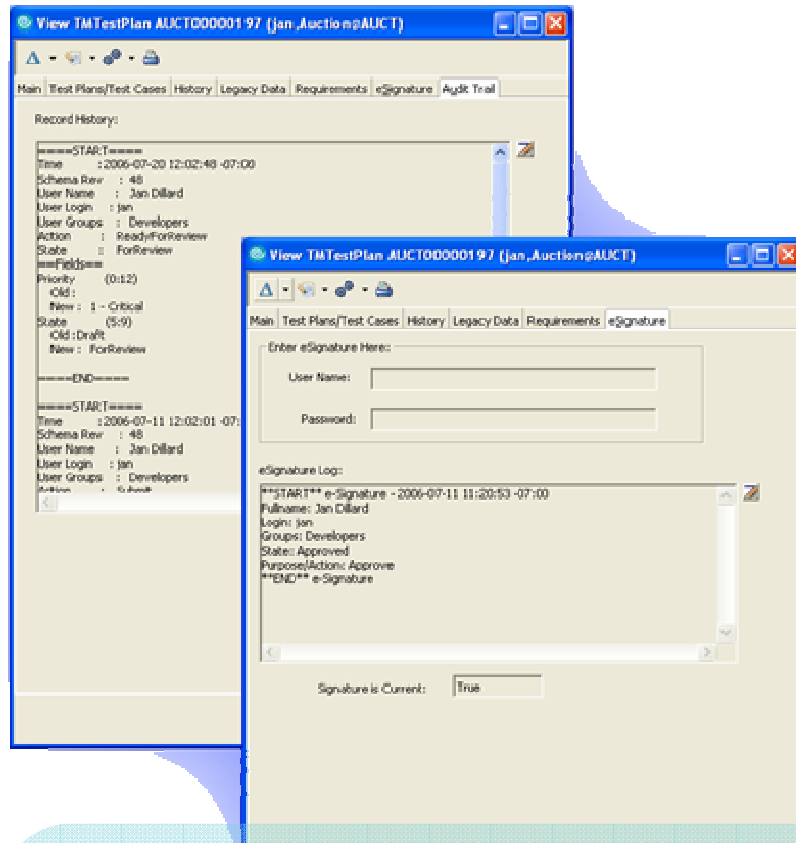 View TMTestPlan AUCT00000197 (jan,Auction@AUCT)
Main Test Plans/Test Cases History Legacy Data Requirements eSignature Audit Trail
Record History:
====START====
Time :2006-07-20 12:02:48 -07:00
Schema Rev : 48
User Name : Jan Dillard
User Login : jan
User Groups : Developers
Action : ReadyForReview
State : ForReview
==Fields==
Priority (0:12)
Old :
New : 1 - Critical
State (5:9)
Old :Draft
New : ForReview
====END====
====START====
Time :2006-07-11 12:02:01 -07:
Schema Rev : 48
User Name : Jan Dillard
User Login : jan
User Groups : Developers
Action : Submit
View TMTestPlan AUCT00000197 (jan,Auction@AUCT)
Main Test Plans/Test Cases History Legacy Data Requirements eSignature
Enter eSignature Here:
User Name:
Password:
eSignature Log:
**START** e-Signature - 2006-07-11 11:20:53 -07:00
Fullname: Jan Dillard
Login: jan
Groups: Developers
State: Approved
Purpose/Action: Approve
**END** e-Signature
Signature is Current: True